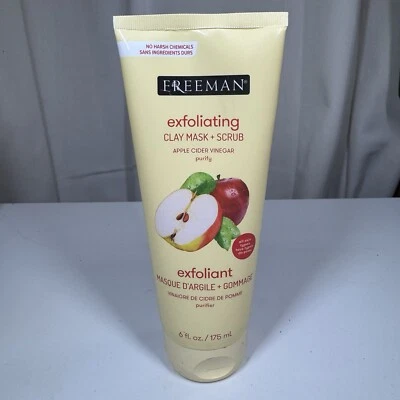 NO HARSH CHEMICALS
SANS INGREDIENTS DURS
FREEMAN®
exfoliating
CLAY MASK + SCRUB
APPLE CIDER VINEGAR
purify
exfoliant
MASQUE D'ARGILE + GOMMAGE
VINAIGRE DE CIDRE DE POMME
purifier
6 fl. oz. / 175 mL